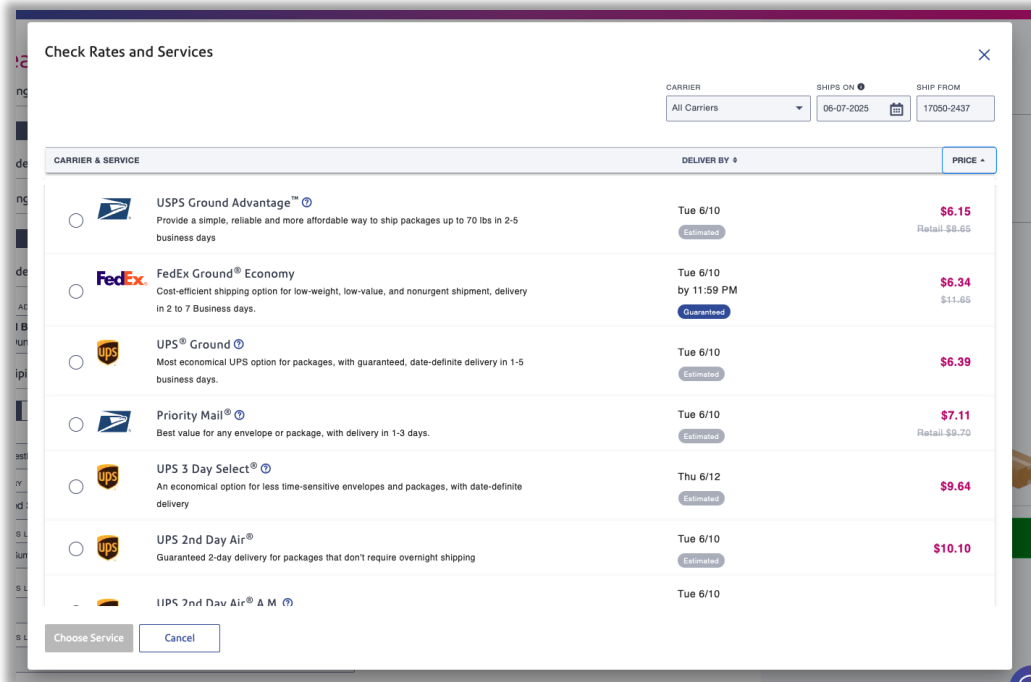 Check Rates and Services
CARRIER
SHIPS ON
SHIP FROM
All Carriers
06-07-2025
17050-2437
CARRIER & SERVICE
DELIVER BY
PRICE
USPS Ground Advantage™
Provide a simple, reliable and more affordable way to ship packages up to 70 lbs in 2-5
business days
Tue 6/10
Estimated
$6.15
Retail $8.65
FedEx.
FedEx Ground® Economy
Cost-efficient shipping option for low-weight, low-value, and nonurgent shipment, delivery
in 2 to 7 Business days.
Tue 6/10
by 11:59 PM
Guaranteed
$6.34
$11.65
ups
UPS® Ground
Most economical UPS option for packages, with guaranteed, date-definite delivery in 1-5
business days.
Tue 6/10
Estimated
$6.39
Priority Mail®
Best value for any envelope or package, with delivery in 1-3 days.
Tue 6/10
Estimated
$7.11
Retail $9.70
ups
UPS 3 Day Select®
An economical option for less time-sensitive envelopes and packages, with date-definite
delivery
Thu 6/12
Estimated
$9.64
ups
UPS 2nd Day Air®
Guaranteed 2-day delivery for packages that don't require overnight shipping
Tue 6/10
Estimated
$10.10
UPS 2nd Day Air® A.M.
Tue 6/10
Choose Service
Cancel